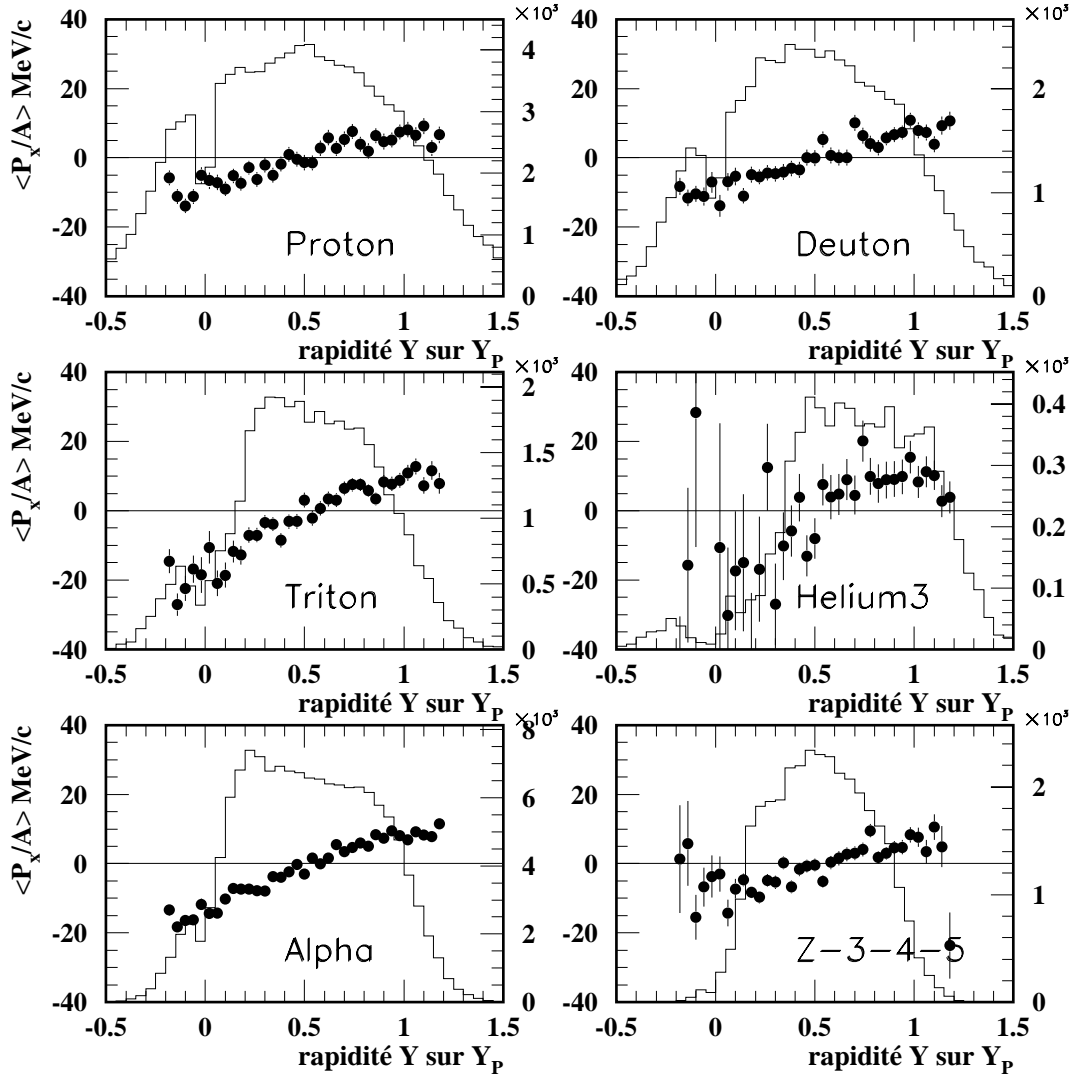 ×10³ ×10³
40 4 40
20 3 20 2
<Pₓ/A> MeV/c 0 2 0 1
-20 Proton 1 -20 Deuton
-40 0 -40 0
-0.5 0 0.5 1 1.5 -0.5 0 0.5 1 1.5
rapidité Y sur Y_P rapidité Y sur Y_P
×10³ ×10³
40 2 40 0.4
20 1.5 20 0.3
<Pₓ/A> MeV/c 0 1 0 0.2
-20 Triton 0.5 -20 Helium3 0.1
-40 0 -40 0
-0.5 0 0.5 1 1.5 -0.5 0 0.5 1 1.5
rapidité Y sur Y_P rapidité Y sur Y_P
×10³ ×10³
40 8 40
20 6 20 2
<Pₓ/A> MeV/c 0 4 0 1
-20 Alpha 2 -20 Z-3-4-5
-40 0 -40 0
-0.5 0 0.5 1 1.5 -0.5 0 0.5 1 1.5
rapidité Y sur Y_P rapidité Y sur Y_P